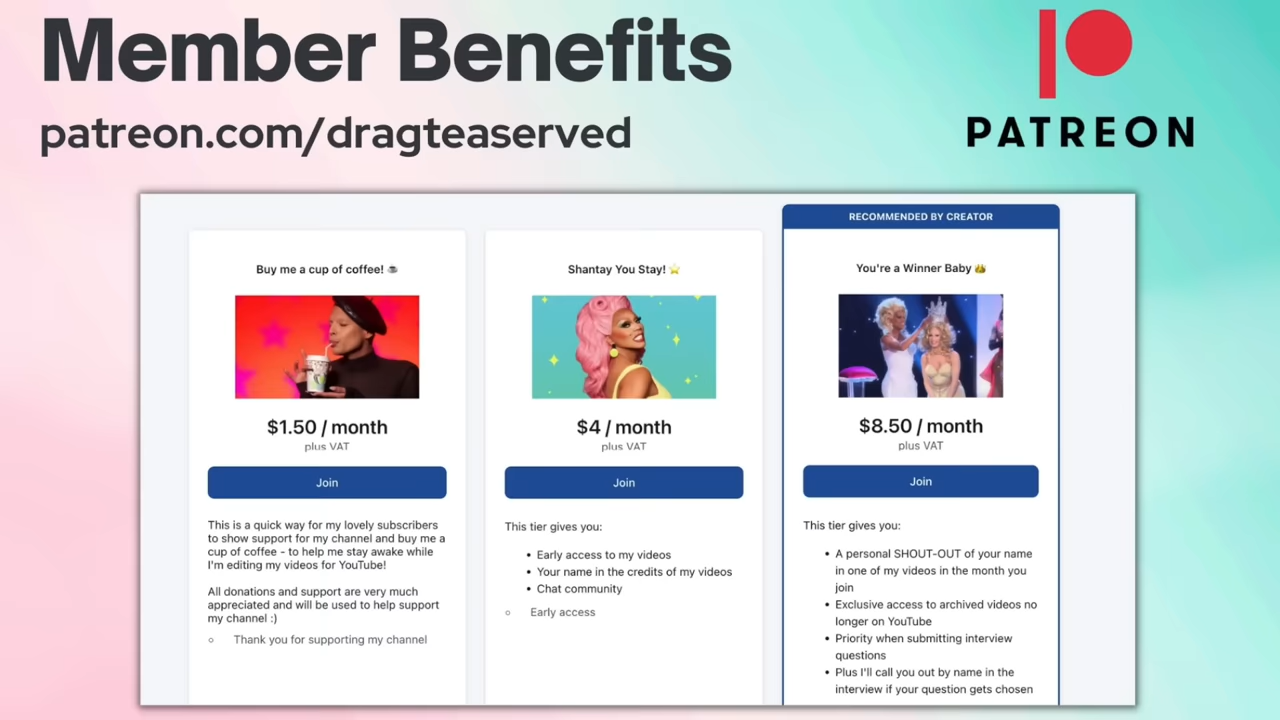 Member Benefits
patreon.com/dragteaserved
PATREON
RECOMMENDED BY CREATOR
Buy me a cup of coffee! ☕
$1.50 / month
plus VAT
Join
This is a quick way for my lovely subscribers
to show support for my channel and buy me a
cup of coffee - to help me stay awake while
I'm editing my videos for YouTube!
All donations and support are very much
appreciated and will be used to help support
my channel :)
Thank you for supporting my channel
Shantay You Stay! ⭐
$4 / month
plus VAT
Join
This tier gives you:
• Early access to my videos
• Your name in the credits of my videos
• Chat community
Early access
You're a Winner Baby 👑
$8.50 / month
plus VAT
Join
This tier gives you:
• A personal SHOUT-OUT of your name
in one of my videos in the month you
join
• Exclusive access to archived videos no
longer on YouTube
• Priority when submitting interview
questions
• Plus I'll call you out by name in the
interview if your question gets chosen